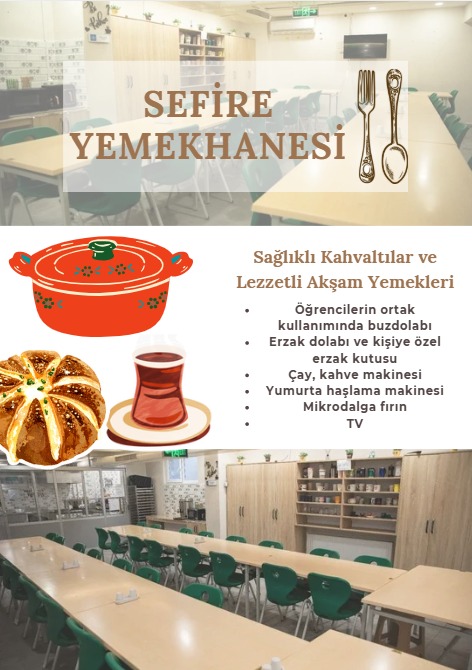 SEFİRE
YEMEKHANESİ
Sağlıklı Kahvaltılar ve
Lezzetli Akşam Yemekleri
• Öğrencilerin ortak
kullanımında buzdolabı
• Erzak dolabı ve kişiye özel
erzak kutusu
• Çay, kahve makinesi
• Yumurta haşlama makinesi
• Mikrodalga fırın
• TV